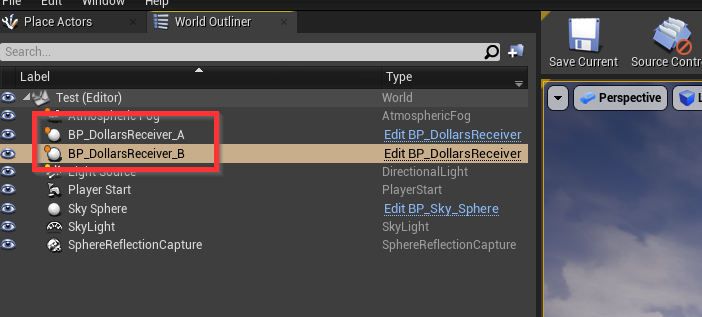 File Edit Window Help
Place Actors World Outliner
Search...
Save Current Source Contr
Label Type
Test (Editor) World
Perspective L
AtmosphericFog AtmosphericFog
BP_DollarsReceiver_A Edit BP_DollarsReceiver
BP_DollarsReceiver_B Edit BP_DollarsReceiver
Light Source DirectionalLight
Player Start PlayerStart
Sky Sphere Edit BP_Sky_Sphere
SkyLight SkyLight
SphereReflectionCapture SphereReflectionCapture